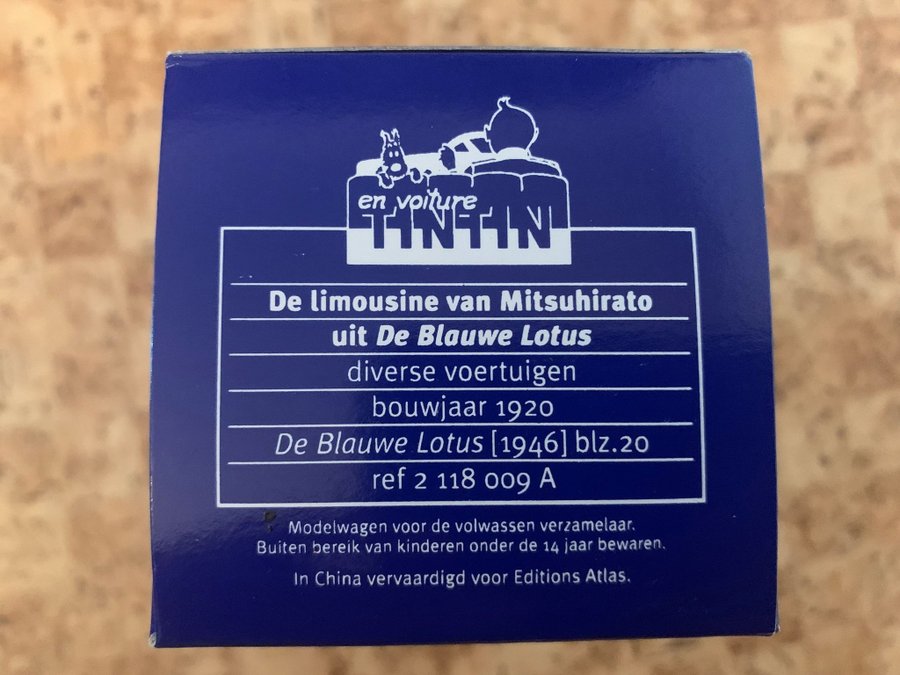 en voiture
TINTIN
De limousine van Mitsuhirato
uit De Blauwe Lotus
diverse voertuigen
bouwjaar 1920
De Blauwe Lotus [1946] blz.20
ref 2 118 009 A
Modelwagen voor de volwassen verzamelaar.
Buiten bereik van kinderen onder de 14 jaar bewaren.
In China vervaardigd voor Editions Atlas.